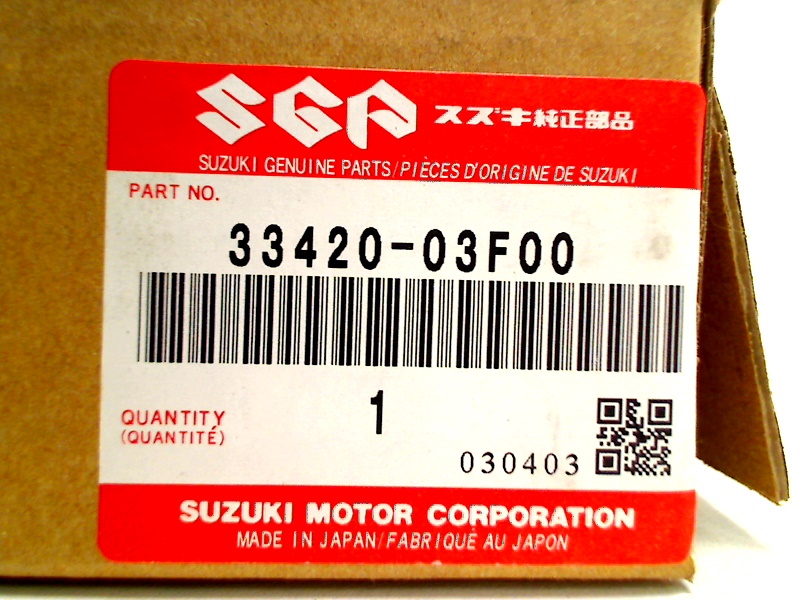 SGP スズキ純正部品
SUZUKI GENUINE PARTS/PIÈCES D'ORIGINE DE SUZUKI
PART NO.
33420-03F00
1
QUANTITY
(QUANTITÉ)
030403
SUZUKI MOTOR CORPORATION
MADE IN JAPAN/FABRIQUÉ AU JAPON